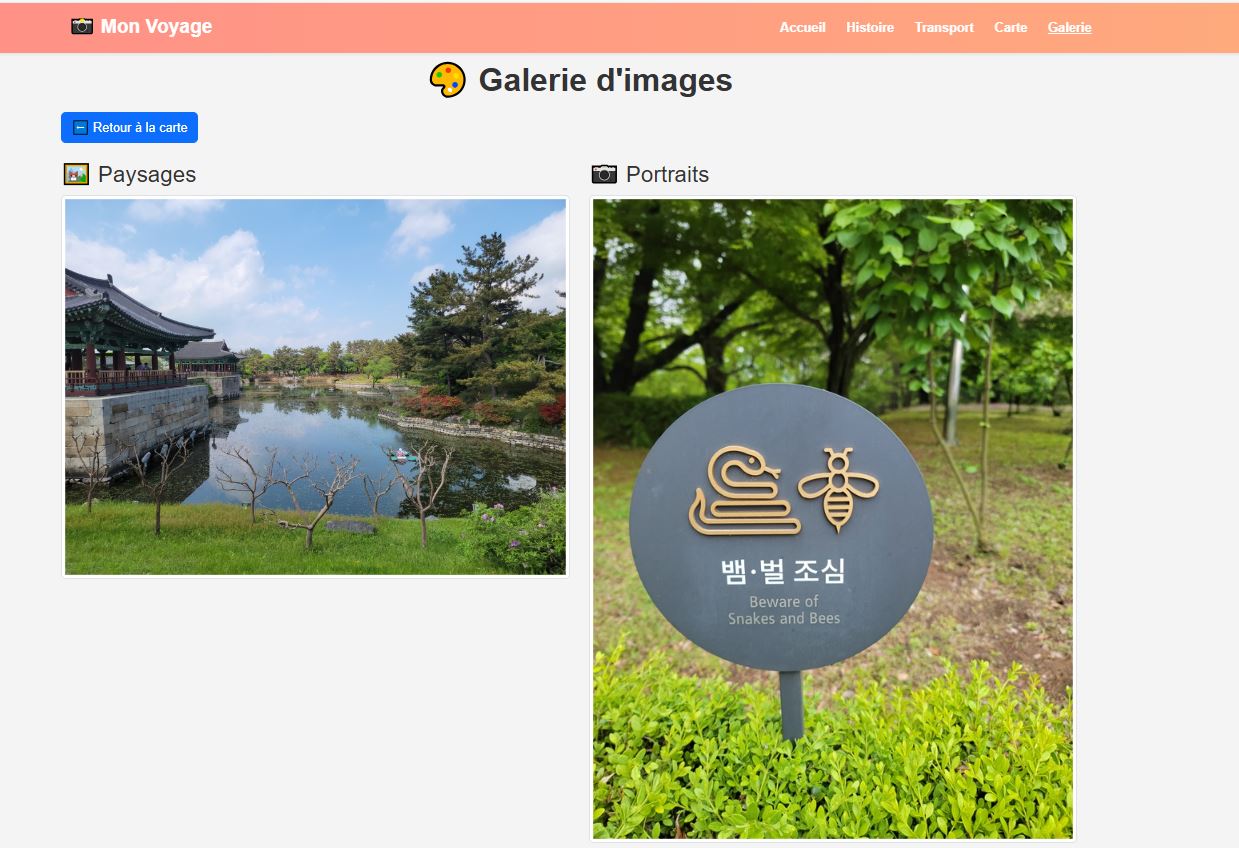 Mon Voyage
Accueil Histoire Transport Carte Galerie
Galerie d'images
Retour à la carte
Paysages
Portraits
뱀·벌 조심
Beware of
Snakes and Bees